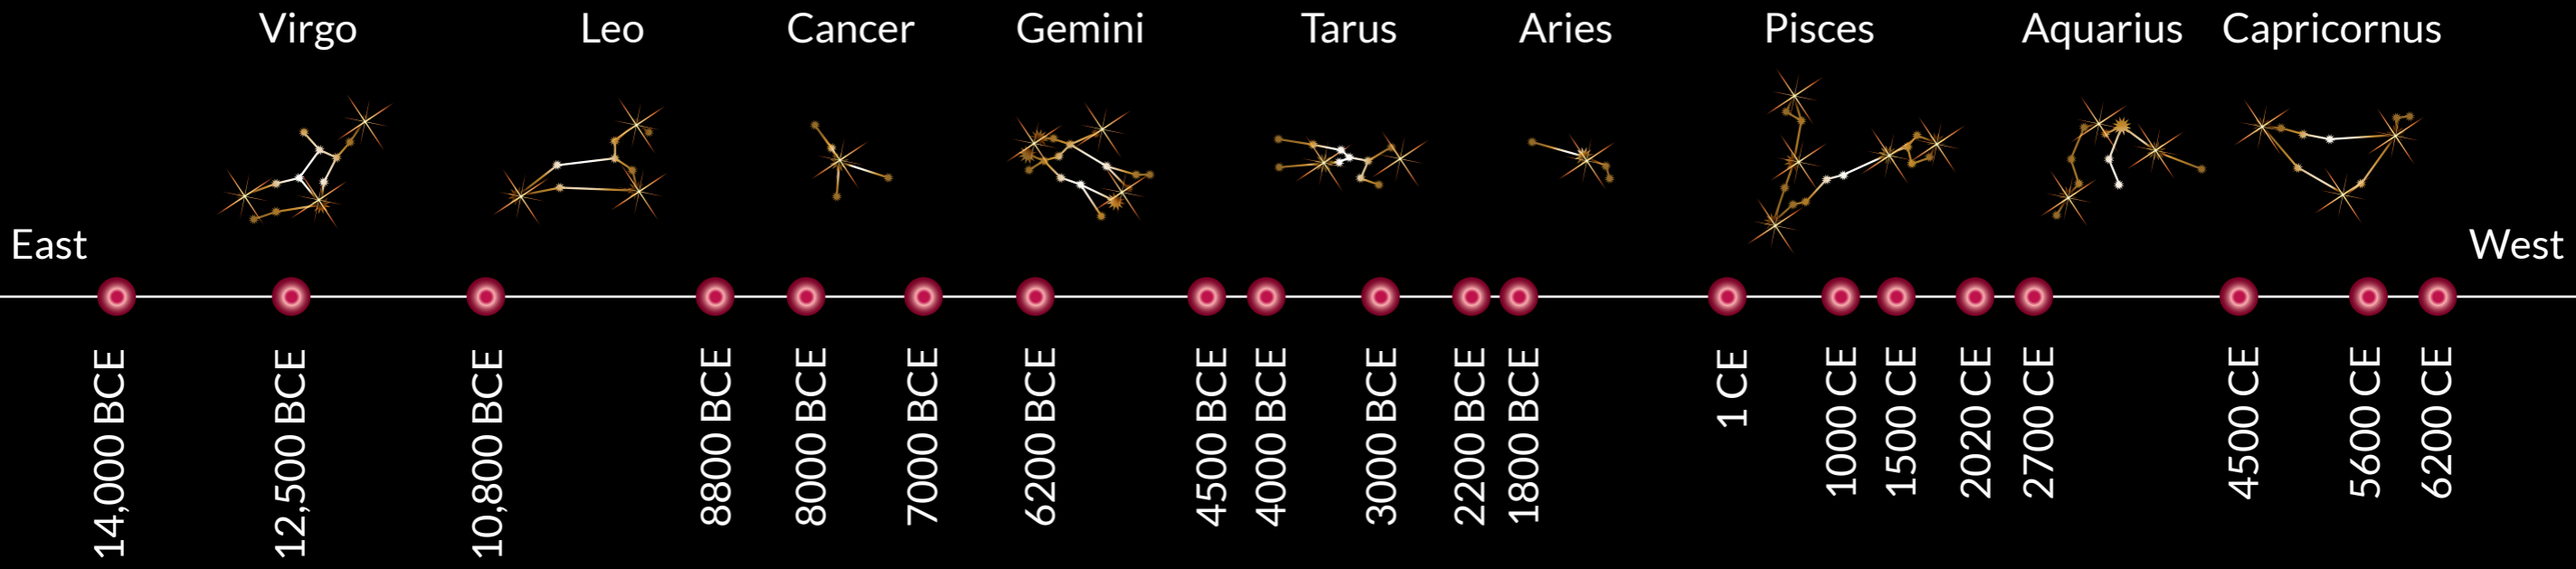 Virgo
Leo
Cancer
Gemini
Tarus
Aries
Pisces
Aquarius
Capricornus
East
West
14,000 BCE
12,500 BCE
10,800 BCE
8800 BCE
8000 BCE
7000 BCE
6200 BCE
4500 BCE
4000 BCE
3000 BCE
2200 BCE
1800 BCE
1 CE
1000 CE
1500 CE
2020 CE
2700 CE
4500 CE
5600 CE
6200 CE